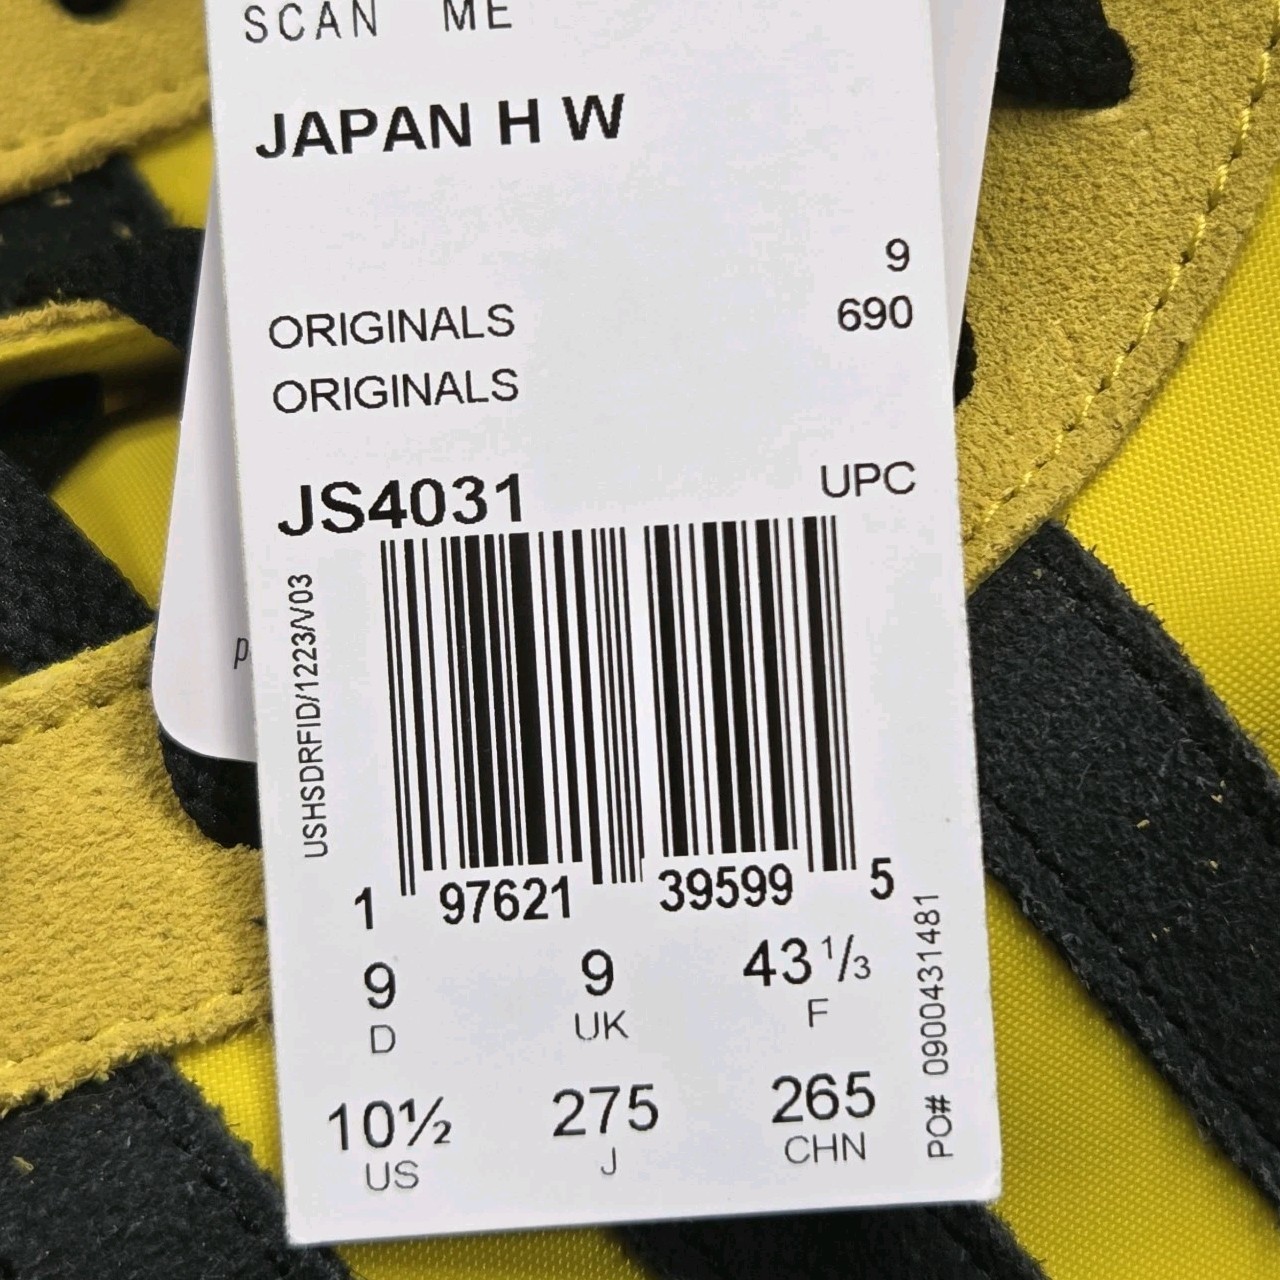 SCAN ME
JAPAN H W
9
ORIGINALS 690
ORIGINALS
JS4031 UPC
USHSDRFID/1223/V03
1 97621 39599 5
9 9 43 1/3
D UK F
10½ 275 265
US J CHN
PO# 0900431481